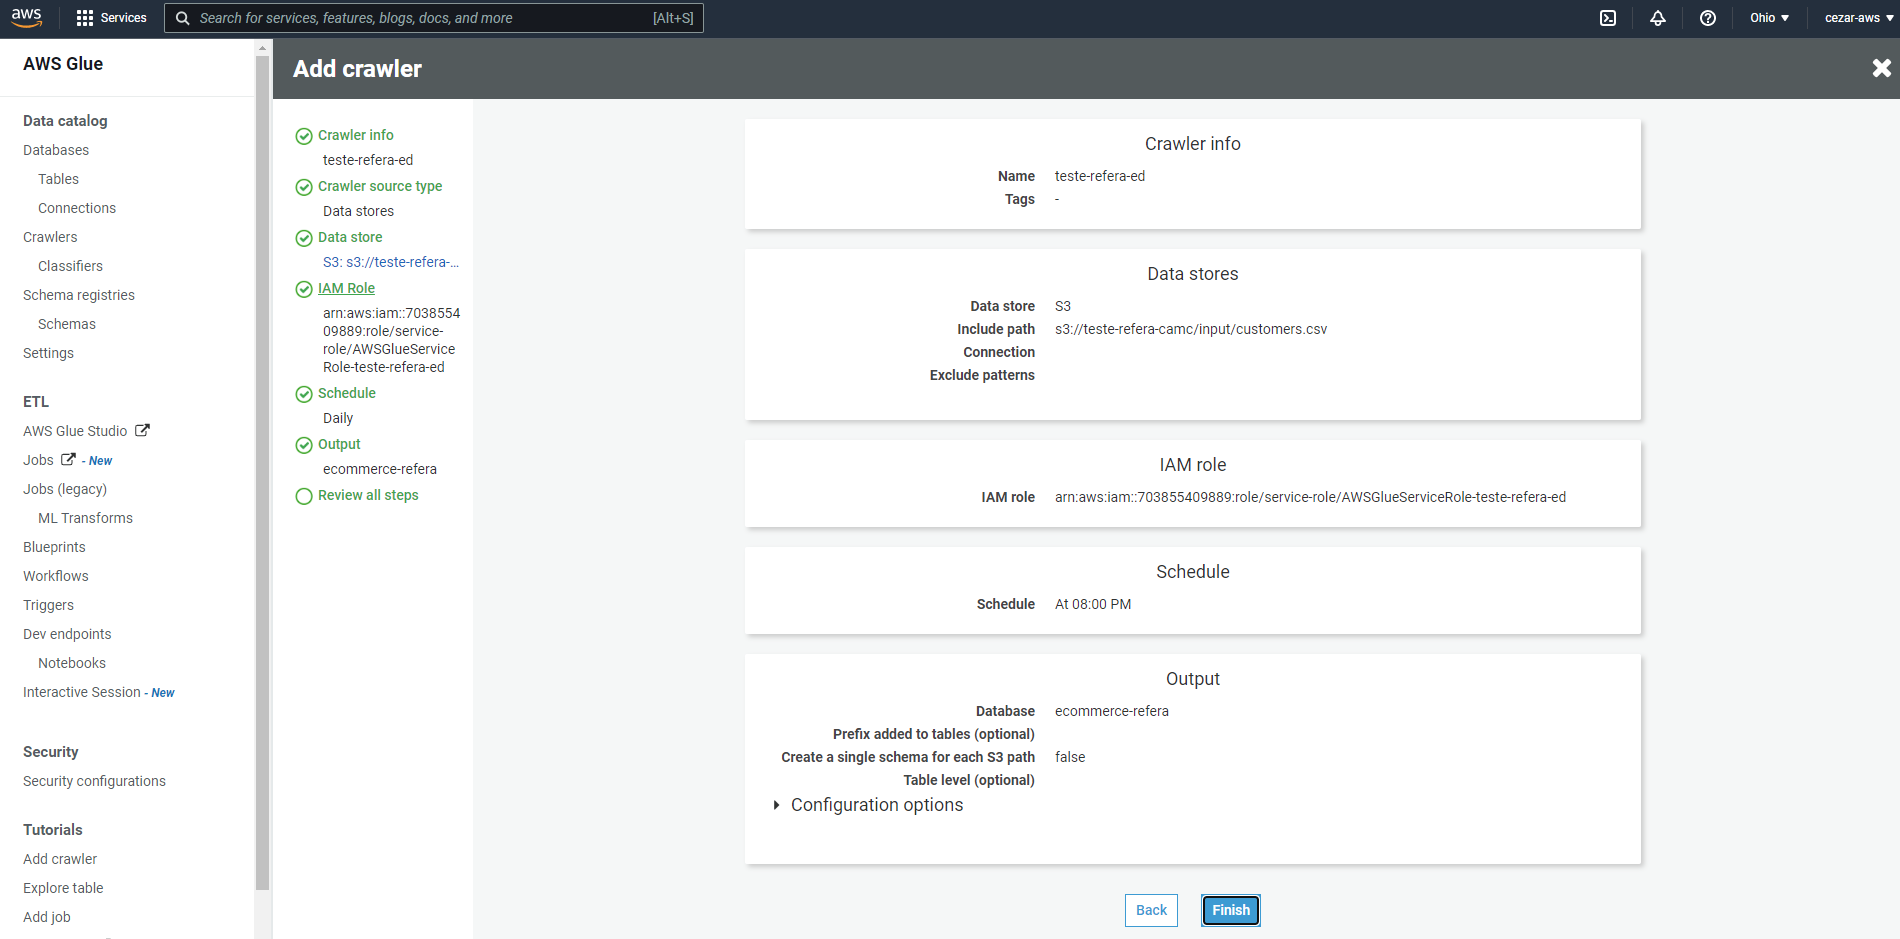 aws
Services
Search for services, features, blogs, docs, and more [Alt+S]
Ohio
cezar-aws
AWS Glue
Data catalog
Databases
Tables
Connections
Crawlers
Classifiers
Schema registries
Schemas
Settings
ETL
AWS Glue Studio
Jobs - New
Jobs (legacy)
ML Transforms
Blueprints
Workflows
Triggers
Dev endpoints
Notebooks
Interactive Session - New
Security
Security configurations
Tutorials
Add crawler
Explore table
Add job
Add crawler
Crawler info
teste-refera-ed
Crawler source type
Data stores
Data store
S3: s3://teste-refera-...
IAM Role
arn:aws:iam::7038554
09889:role/service-
role/AWSGlueService
Role-teste-refera-ed
Schedule
Daily
Output
ecommerce-refera
Review all steps
Crawler info
Name teste-refera-ed
Tags -
Data stores
Data store S3
Include path s3://teste-refera-camc/input/customers.csv
Connection
Exclude patterns
IAM role
IAM role arn:aws:iam::703855409889:role/service-role/AWSGlueServiceRole-teste-refera-ed
Schedule
Schedule At 08:00 PM
Output
Database ecommerce-refera
Prefix added to tables (optional)
Create a single schema for each S3 path false
Table level (optional)
Configuration options
Back
Finish